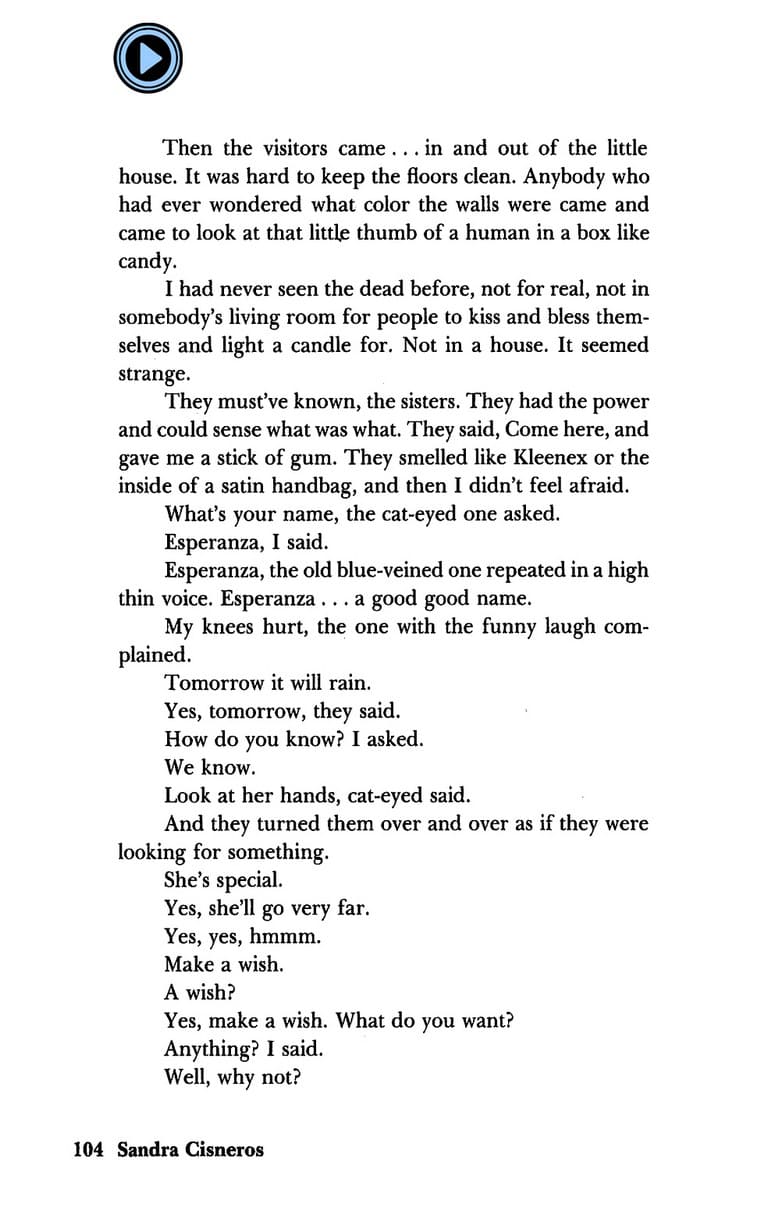 Then the visitors came . . . in and out of the little
house. It was hard to keep the floors clean. Anybody who
had ever wondered what color the walls were came and
came to look at that little thumb of a human in a box like
candy.
I had never seen the dead before, not for real, not in
somebody's living room for people to kiss and bless them-
selves and light a candle for. Not in a house. It seemed
strange.
They must've known, the sisters. They had the power
and could sense what was what. They said, Come here, and
gave me a stick of gum. They smelled like Kleenex or the
inside of a satin handbag, and then I didn't feel afraid.
What's your name, the cat-eyed one asked.
Esperanza, I said.
Esperanza, the old blue-veined one repeated in a high
thin voice. Esperanza . . . a good good name.
My knees hurt, the one with the funny laugh com-
plained.
Tomorrow it will rain.
Yes, tomorrow, they said.
How do you know? I asked.
We know.
Look at her hands, cat-eyed said.
And they turned them over and over as if they were
looking for something.
She's special.
Yes, she'll go very far.
Yes, yes, hmmm.
Make a wish.
A wish?
Yes, make a wish. What do you want?
Anything? I said.
Well, why not?
104 Sandra Cisneros